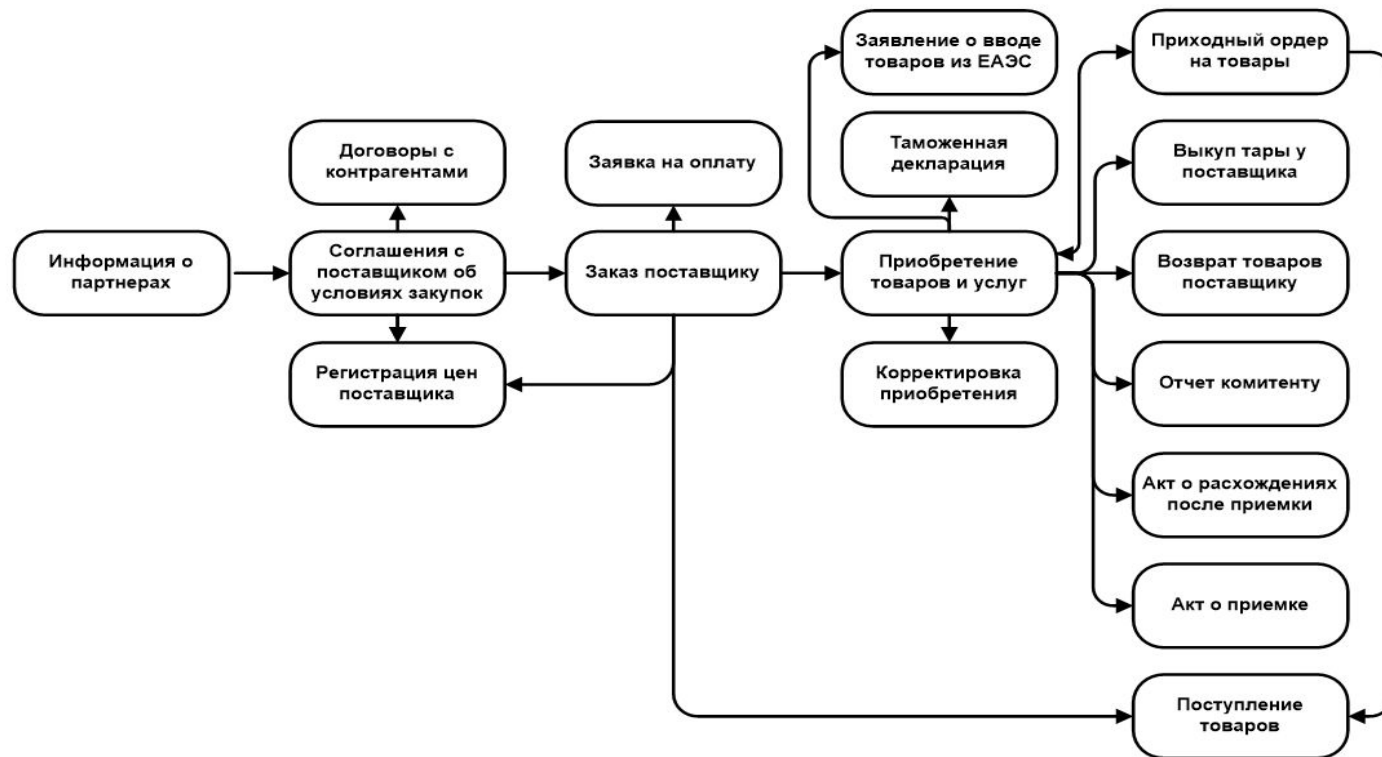 Заявление о вводе
товаров из ЕАЭС
Приходный ордер
на товары
Договоры с
контрагентами
Заявка на оплату
Таможенная
декларация
Выкуп тары у
поставщика
Информация о
партнерах
Соглашения с
поставщиком об
условиях закупок
Заказ поставщику
Приобретение
товаров и услуг
Возврат товаров
поставщику
Регистрация цен
поставщика
Корректировка
приобретения
Отчет комитенту
Акт о расхождениях
после приемки
Акт о приемке
Поступление
товаров